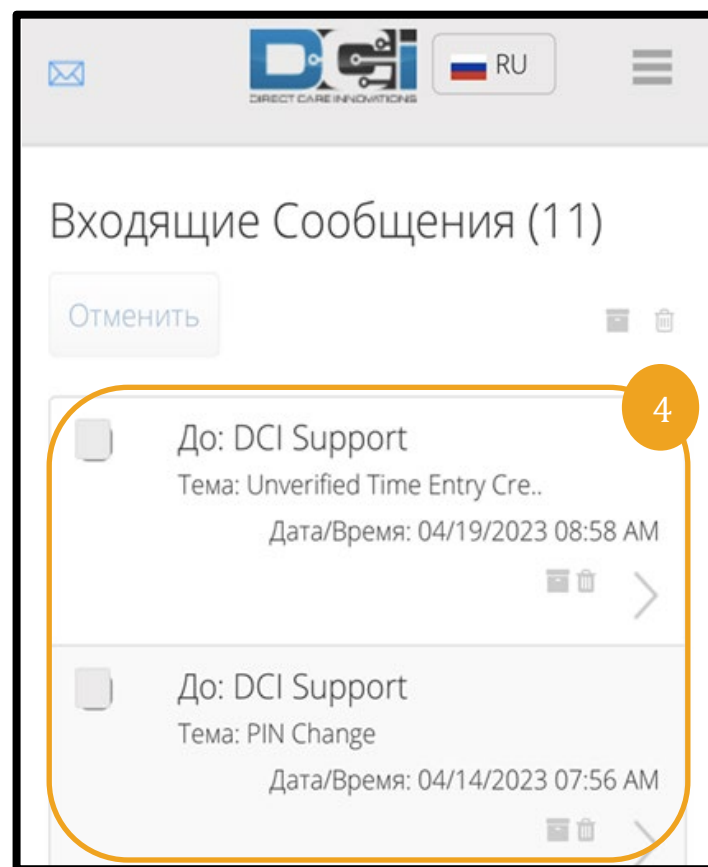 DCI
RU
DIRECT CARE INNOVATIONS
Входящие Сообщения (11)
Отменить
4
До: DCI Support
Тема: Unverified Time Entry Cre..
Дата/Время: 04/19/2023 08:58 AM
До: DCI Support
Тема: PIN Change
Дата/Время: 04/14/2023 07:56 AM